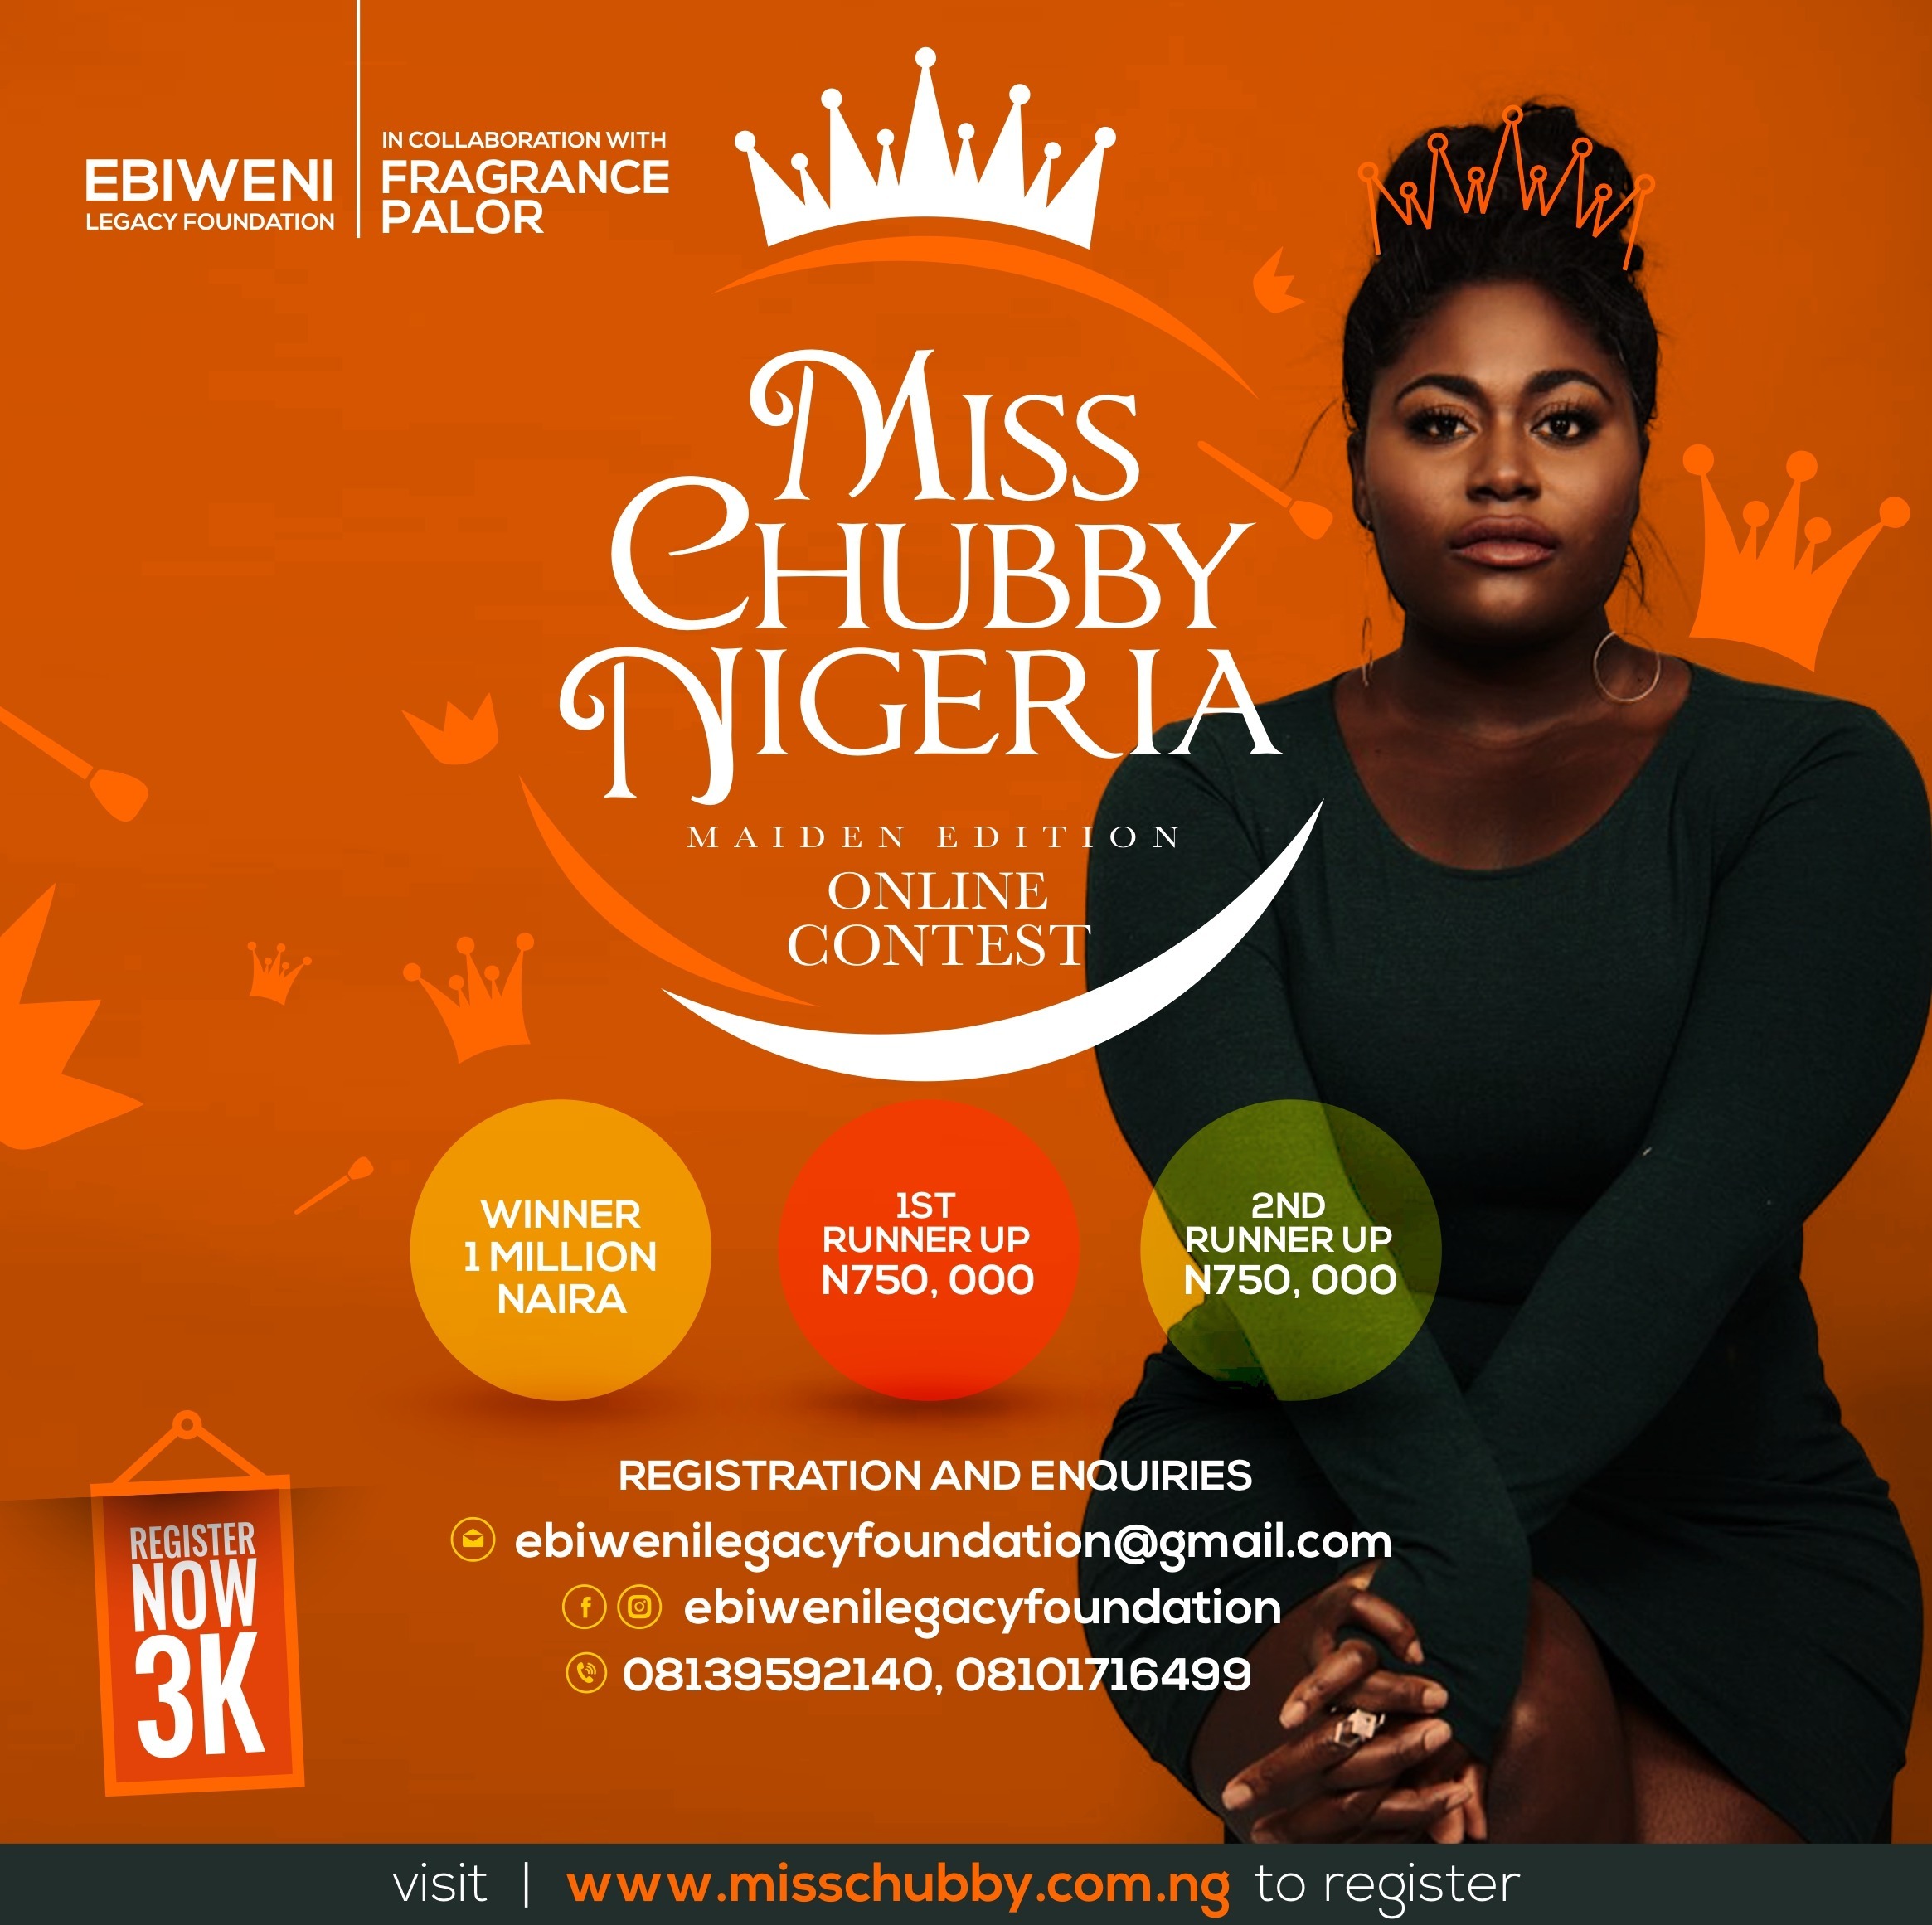 EBIWENI
LEGACY FOUNDATION
IN COLLABORATION WITH
FRAGRANCE
PALOR
MISS
CHUBBY
NIGERIA
MAIDEN EDITION
ONLINE
CONTEST
WINNER
1 MILLION
NAIRA
1ST
RUNNER UP
N750, 000
2ND
RUNNER UP
N750, 000
REGISTER
NOW
3K
REGISTRATION AND ENQUIRIES
ebiwenilegacyfoundation@gmail.com
ebiwenilegacyfoundation
08139592140, 08101716499
visit | www.misschubby.com.ng to register